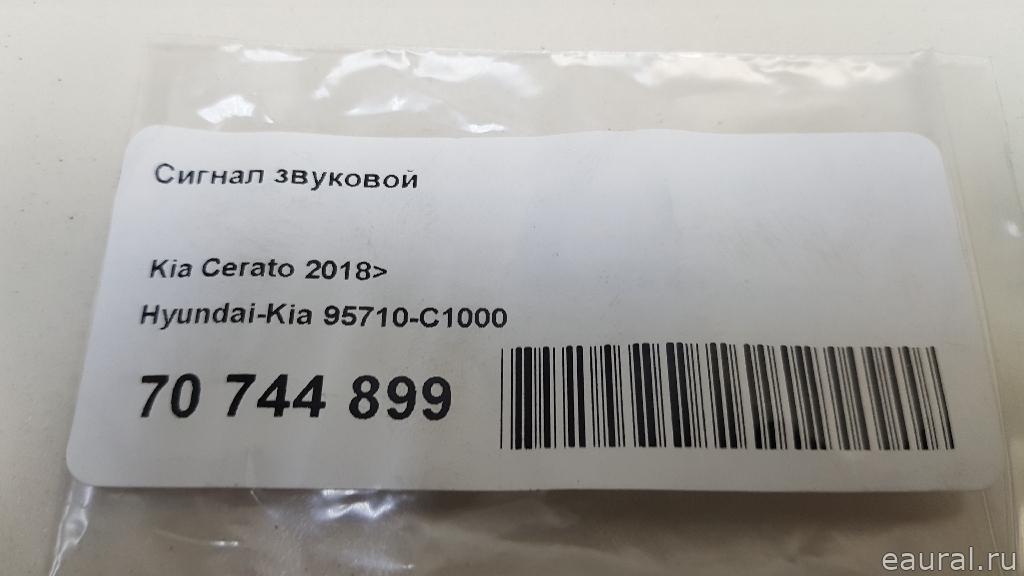 Сигнал звуковой
Kia Cerato 2018>
Hyundai-Kia 95710-C1000
70 744 899
eaural.ru